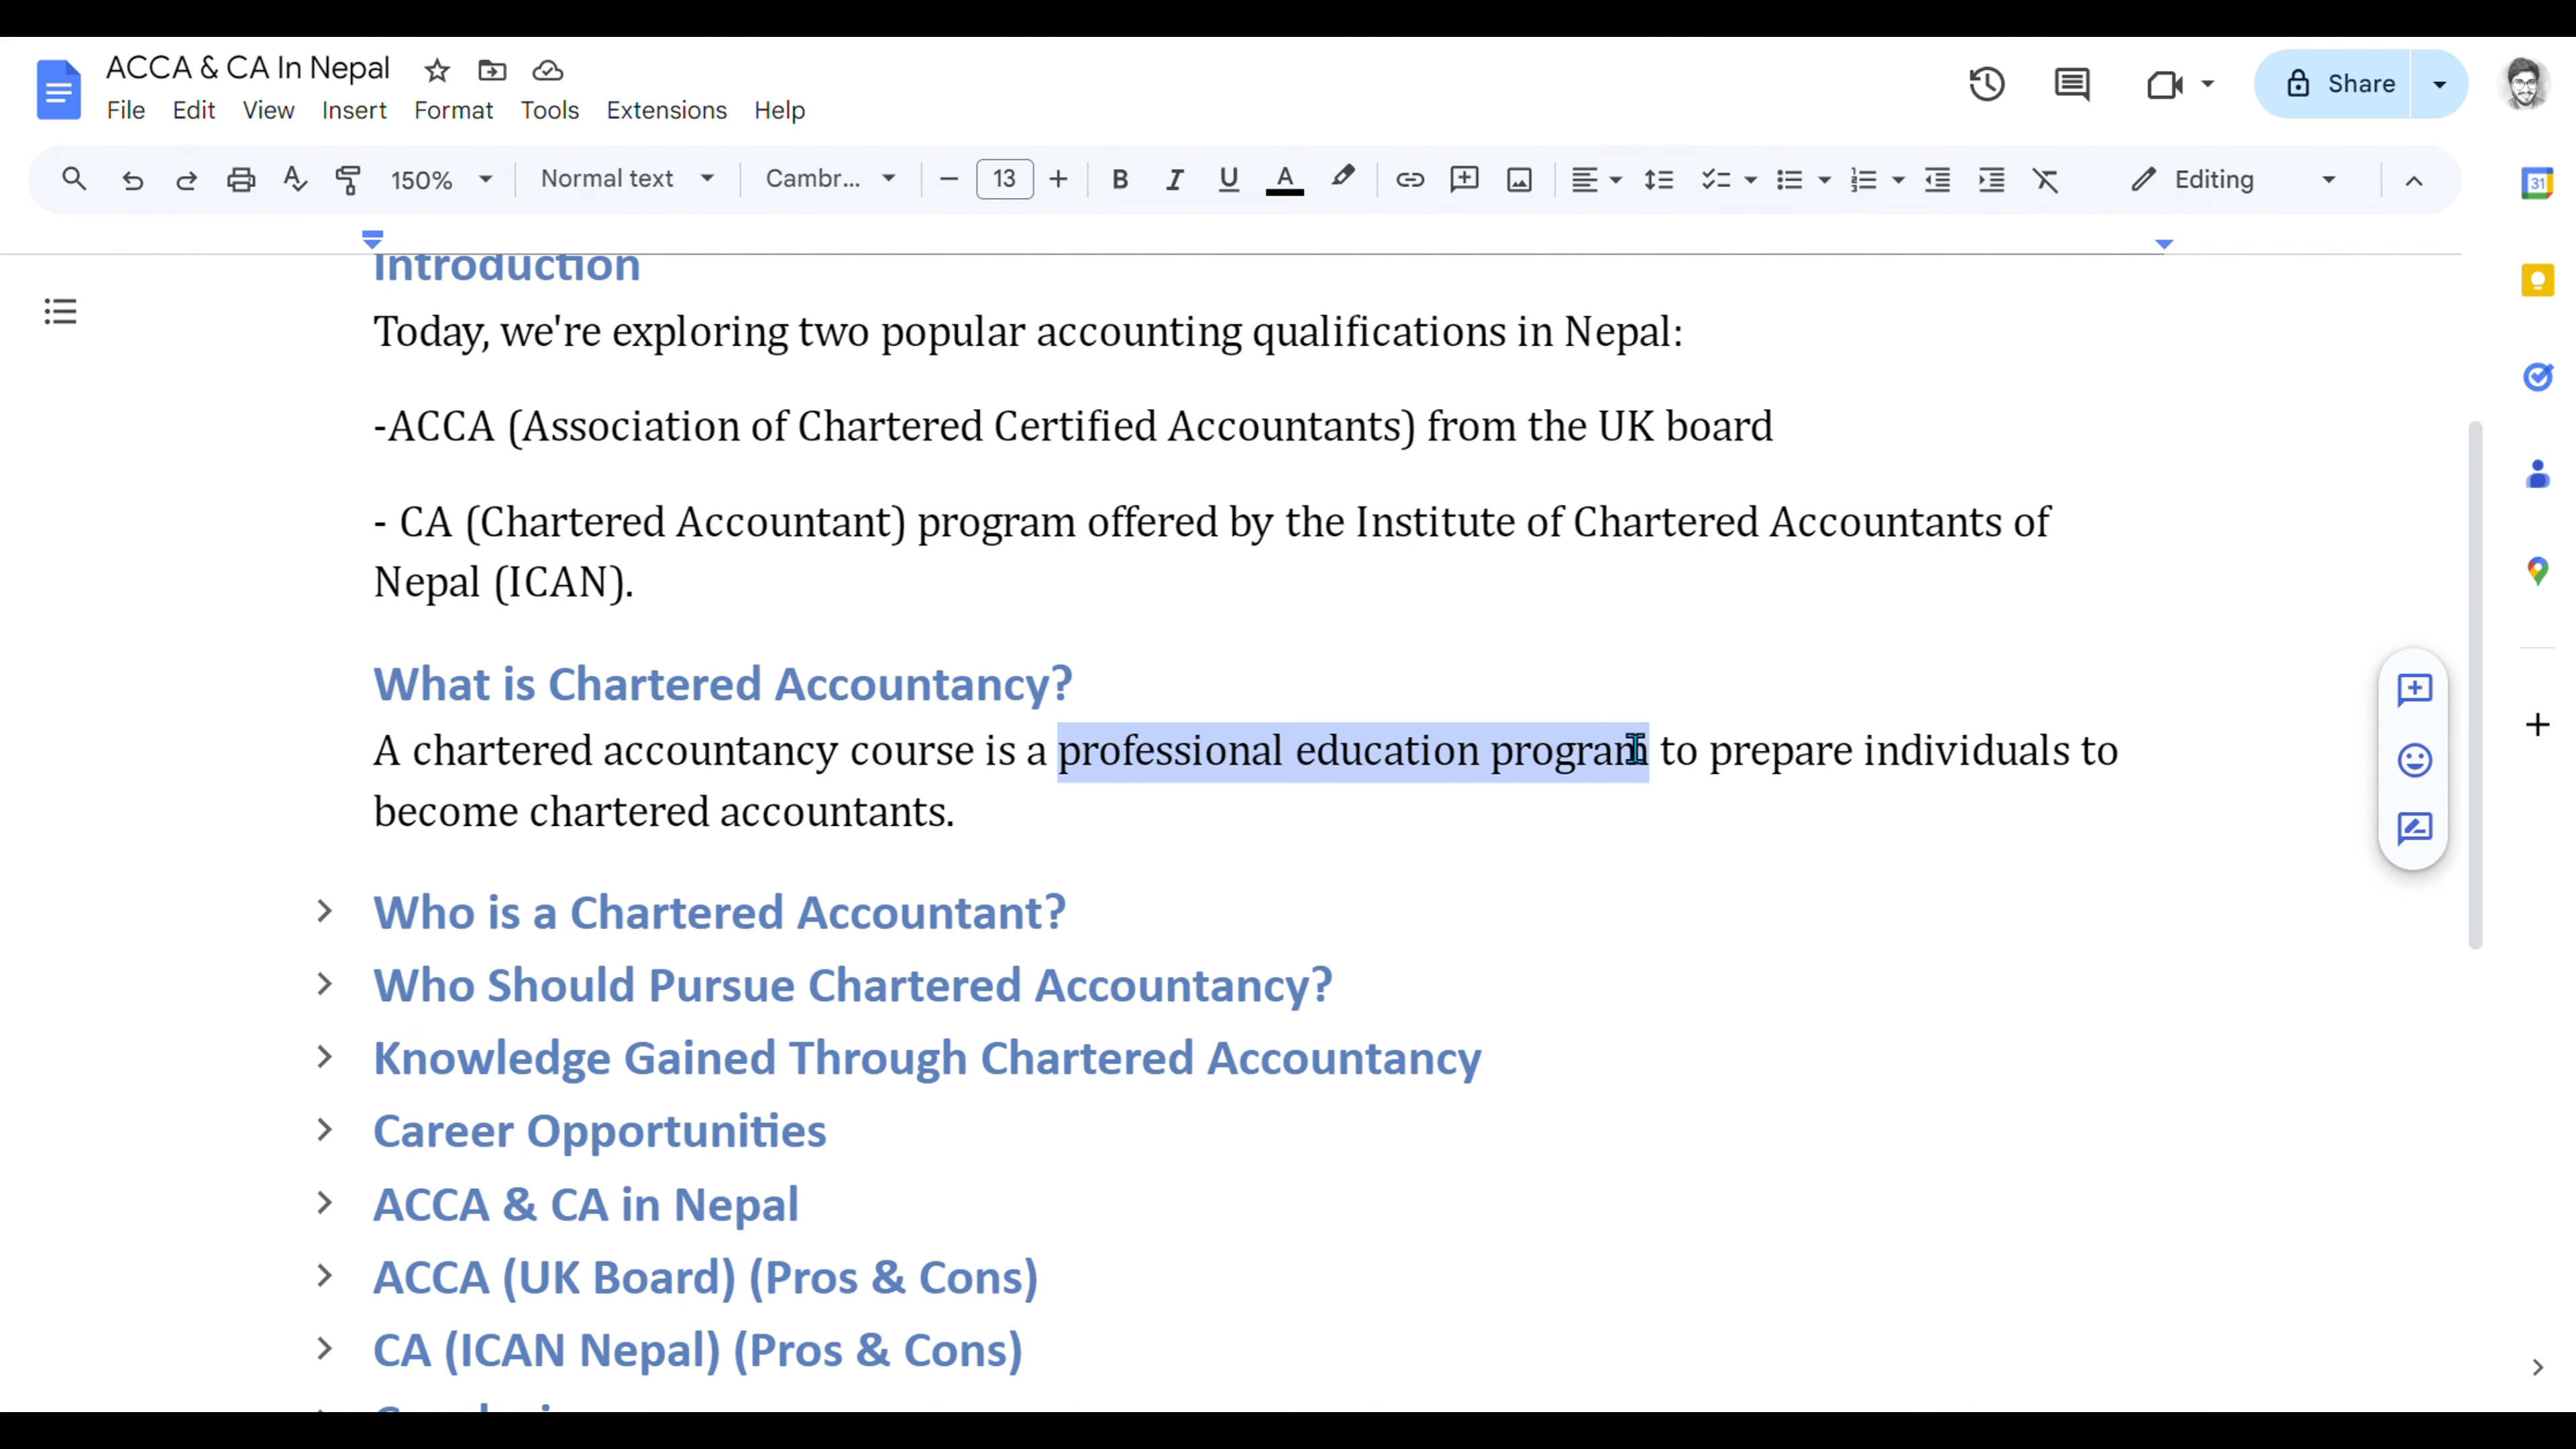 ACCA & CA In Nepal
File Edit View Insert Format Tools Extensions Help
Share
150% Normal text Cambr... 13 B I U A Editing
31
Introduction
Today, we're exploring two popular accounting qualifications in Nepal:
-ACCA (Association of Chartered Certified Accountants) from the UK board
- CA (Chartered Accountant) program offered by the Institute of Chartered Accountants of
Nepal (ICAN).
What is Chartered Accountancy?
A chartered accountancy course is a professional education program to prepare individuals to
become chartered accountants.
Who is a Chartered Accountant?
Who Should Pursue Chartered Accountancy?
Knowledge Gained Through Chartered Accountancy
Career Opportunities
ACCA & CA in Nepal
ACCA (UK Board) (Pros & Cons)
CA (ICAN Nepal) (Pros & Cons)